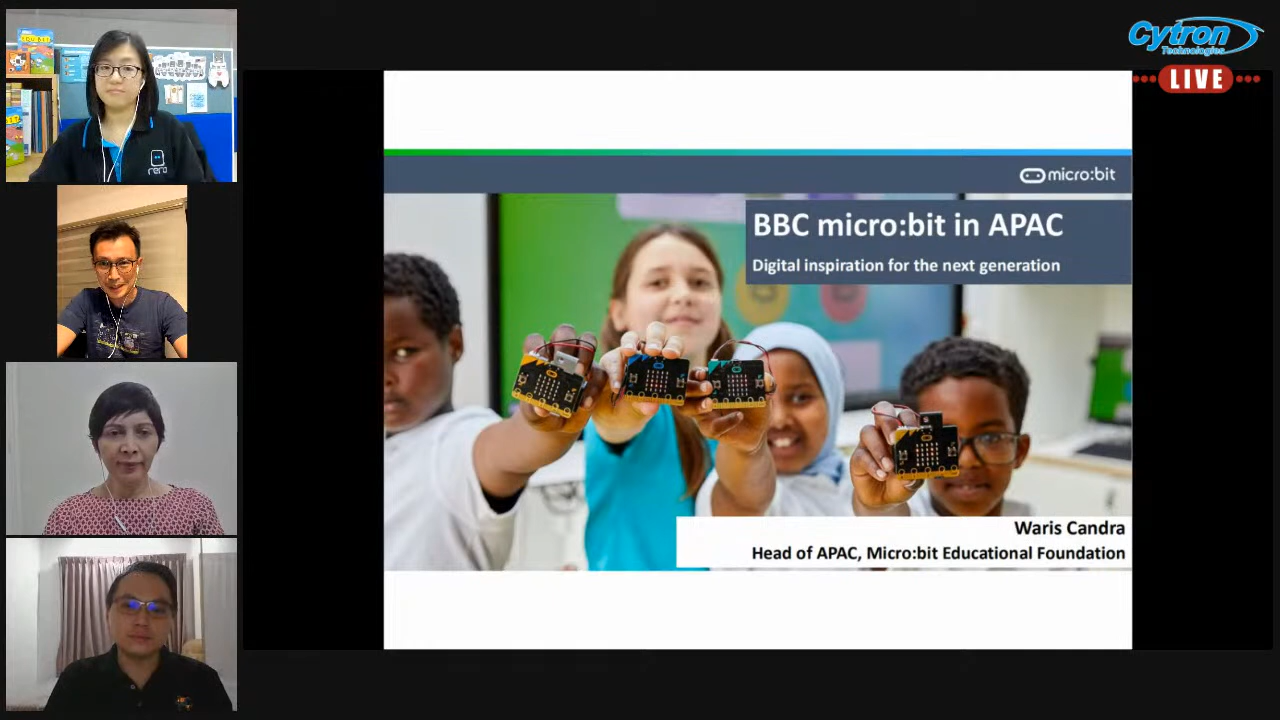 Cytron
Technologies
LIVE
micro:bit
BBC micro:bit in APAC
Digital inspiration for the next generation
Waris Candra
Head of APAC, Micro:bit Educational Foundation
rero